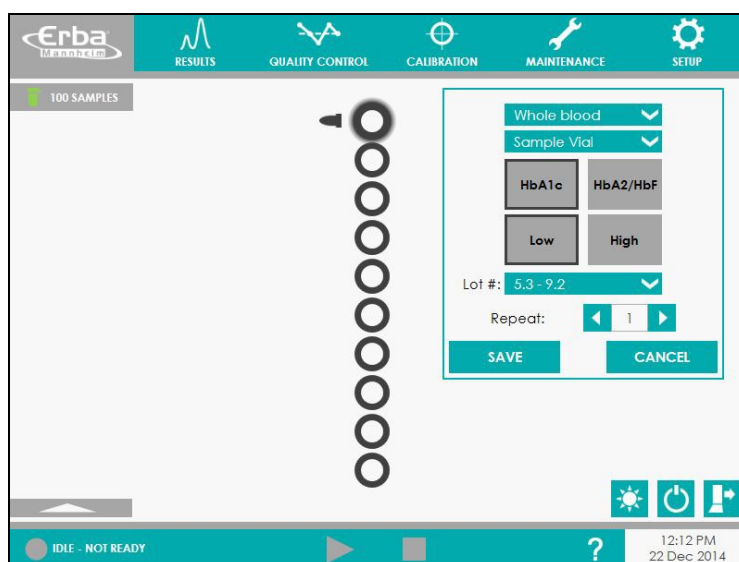 Erba
Mannheim
RESULTS
QUALITY CONTROL
CALIBRATION
MAINTENANCE
SETUP
100 SAMPLES
Whole blood
Sample Vial
HbA1c
HbA2/HbF
Low
High
Lot #: 5.3 - 9.2
Repeat: 1
SAVE
CANCEL
IDLE - NOT READY
?
12:12 PM
22 Dec 2014